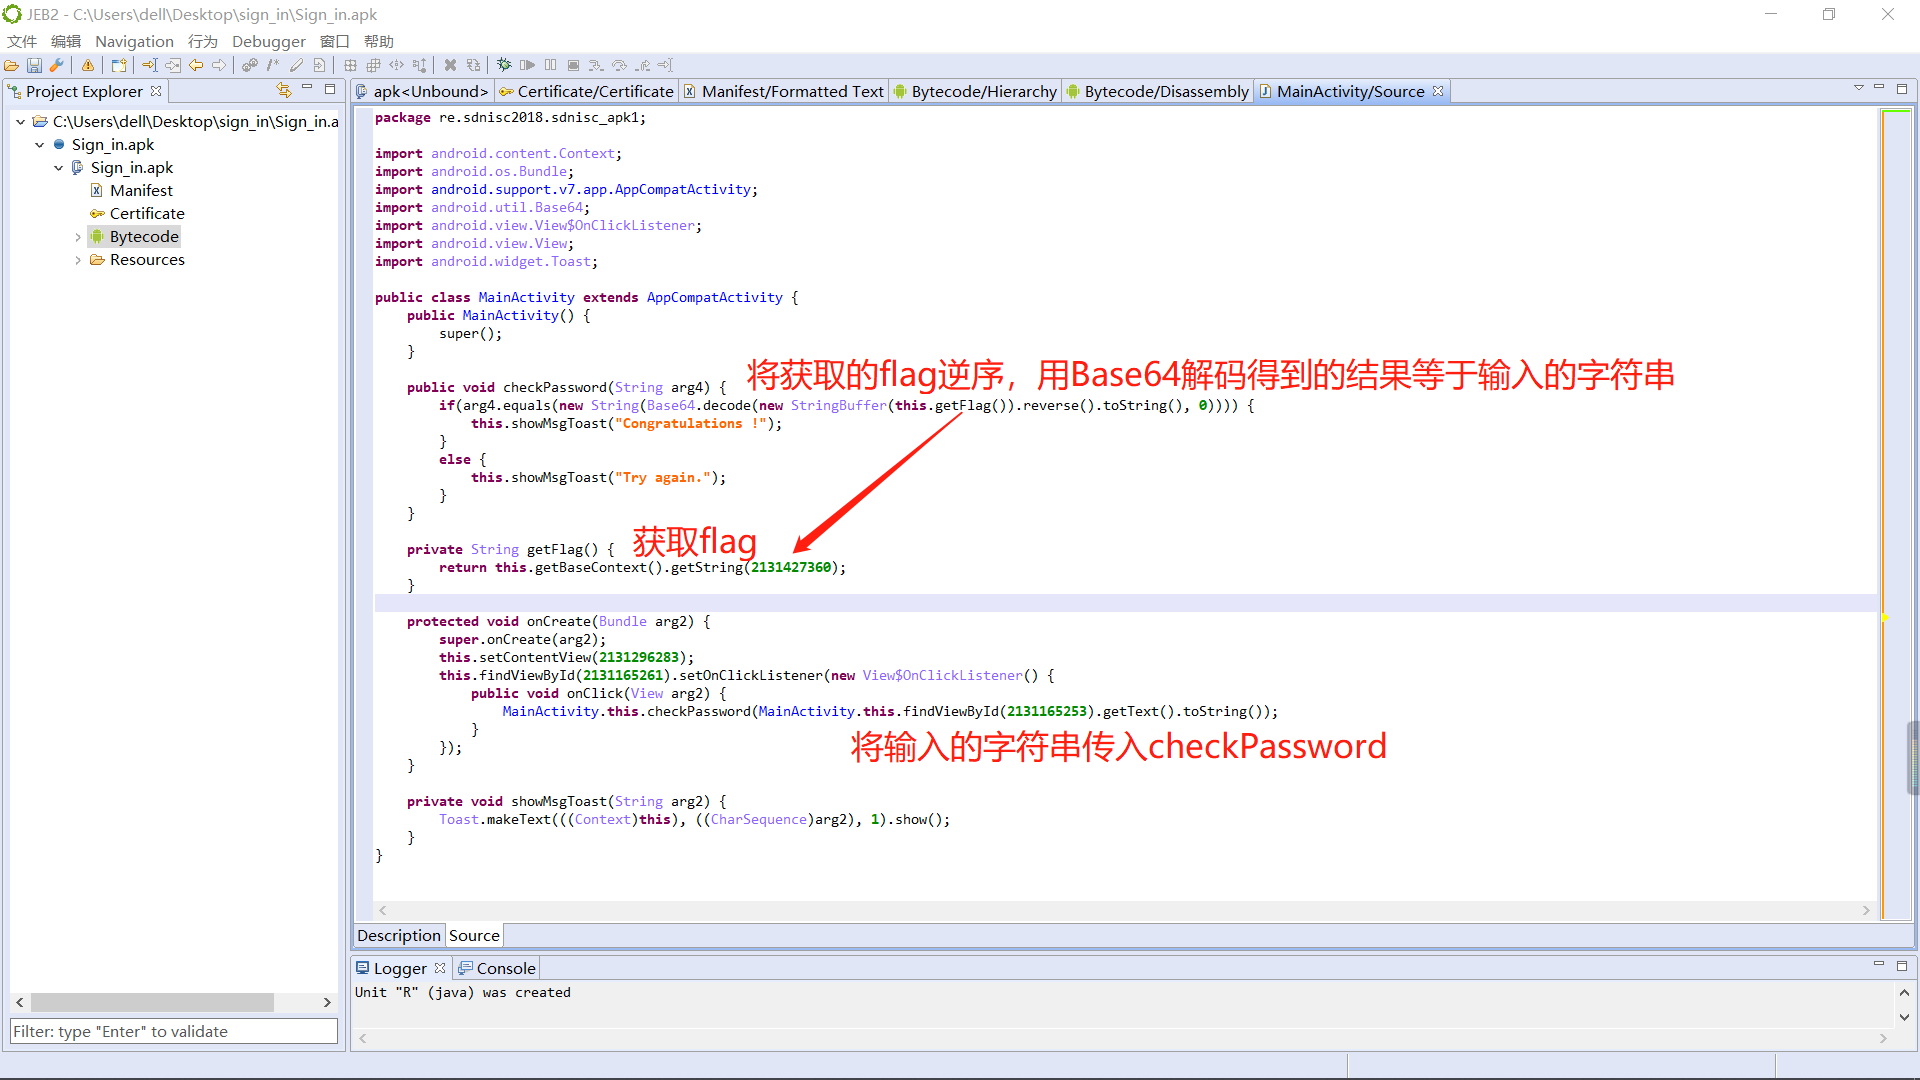 JEB2 - C:\Users\dell\Desktop\sign_in\Sign_in.apk
文件 编辑 Navigation 行为 Debugger 窗口 帮助
Project Explorer
C:\Users\dell\Desktop\sign_in\Sign_in.a
Sign_in.apk
Sign_in.apk
Manifest
Certificate
Bytecode
Resources
Filter: type "Enter" to validate
apk<Unbound> Certificate/Certificate Manifest/Formatted Text Bytecode/Hierarchy Bytecode/Disassembly MainActivity/Source
package re.sdnisc2018.sdnisc_apk1;
import android.content.Context;
import android.os.Bundle;
import android.support.v7.app.AppCompatActivity;
import android.util.Base64;
import android.view.View$OnClickListener;
import android.view.View;
import android.widget.Toast;
public class MainActivity extends AppCompatActivity {
    public MainActivity() {
        super();
    }
将获取的flag逆序，用Base64解码得到的结果等于输入的字符串
    public void checkPassword(String arg4) {
        if(arg4.equals(new String(Base64.decode(new StringBuffer(this.getFlag()).reverse().toString(), 0)))) {
            this.showMsgToast("Congratulations !");
        }
        else {
            this.showMsgToast("Try again.");
        }
    }
获取flag
    private String getFlag() {
        return this.getBaseContext().getString(2131427360);
    }
    protected void onCreate(Bundle arg2) {
        super.onCreate(arg2);
        this.setContentView(2131296283);
        this.findViewById(2131165261).setOnClickListener(new View$OnClickListener() {
            public void onClick(View arg2) {
                MainActivity.this.checkPassword(MainActivity.this.findViewById(2131165253).getText().toString());
            }
        });
将输入的字符串传入checkPassword
    }
    private void showMsgToast(String arg2) {
        Toast.makeText(((Context)this), ((CharSequence)arg2), 1).show();
    }
}
Description Source
Logger Console
Unit "R" (java) was created